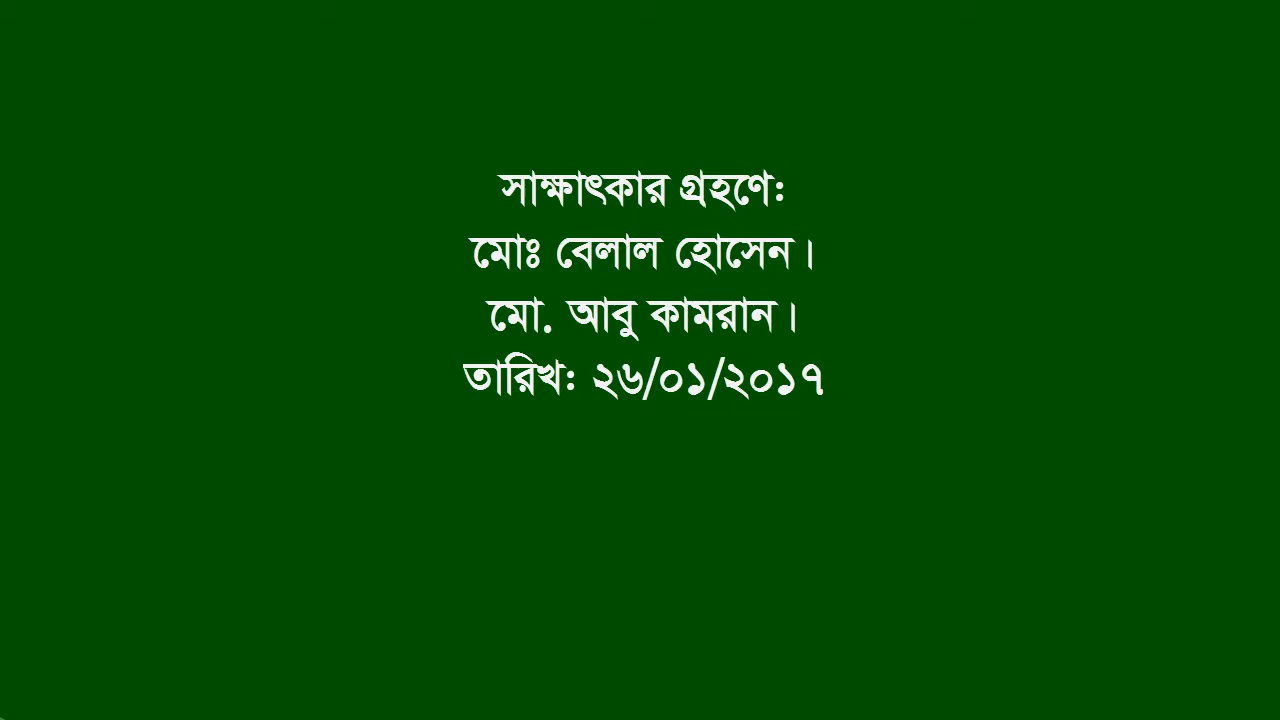 সাক্ষাৎকার গ্রহণে:
মোঃ বেলাল হোসেন।
মো. আবু কামরান।
তারিখ: ২৬/০১/২০১৭